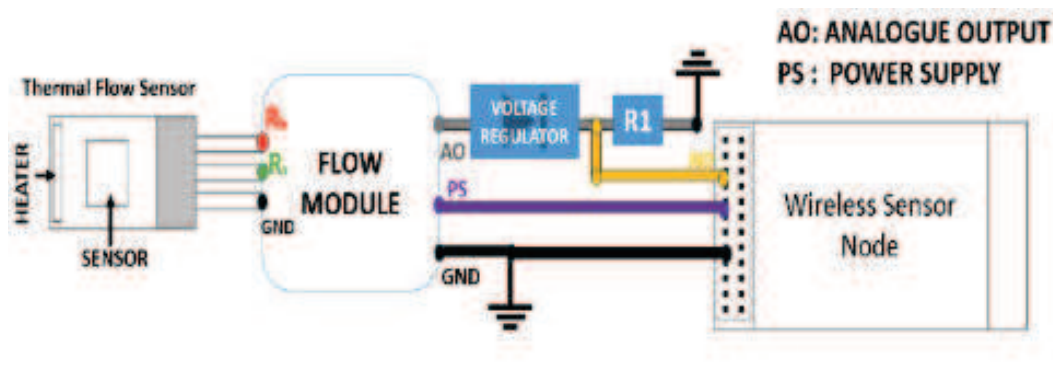 AO: ANALOGUE OUTPUT
PS : POWER SUPPLY
Thermal Flow Sensor
HEATER
SENSOR
GND
FLOW
MODULE
AO
PS
GND
VOLTAGE
REGULATOR
R1
Wireless Sensor
Node